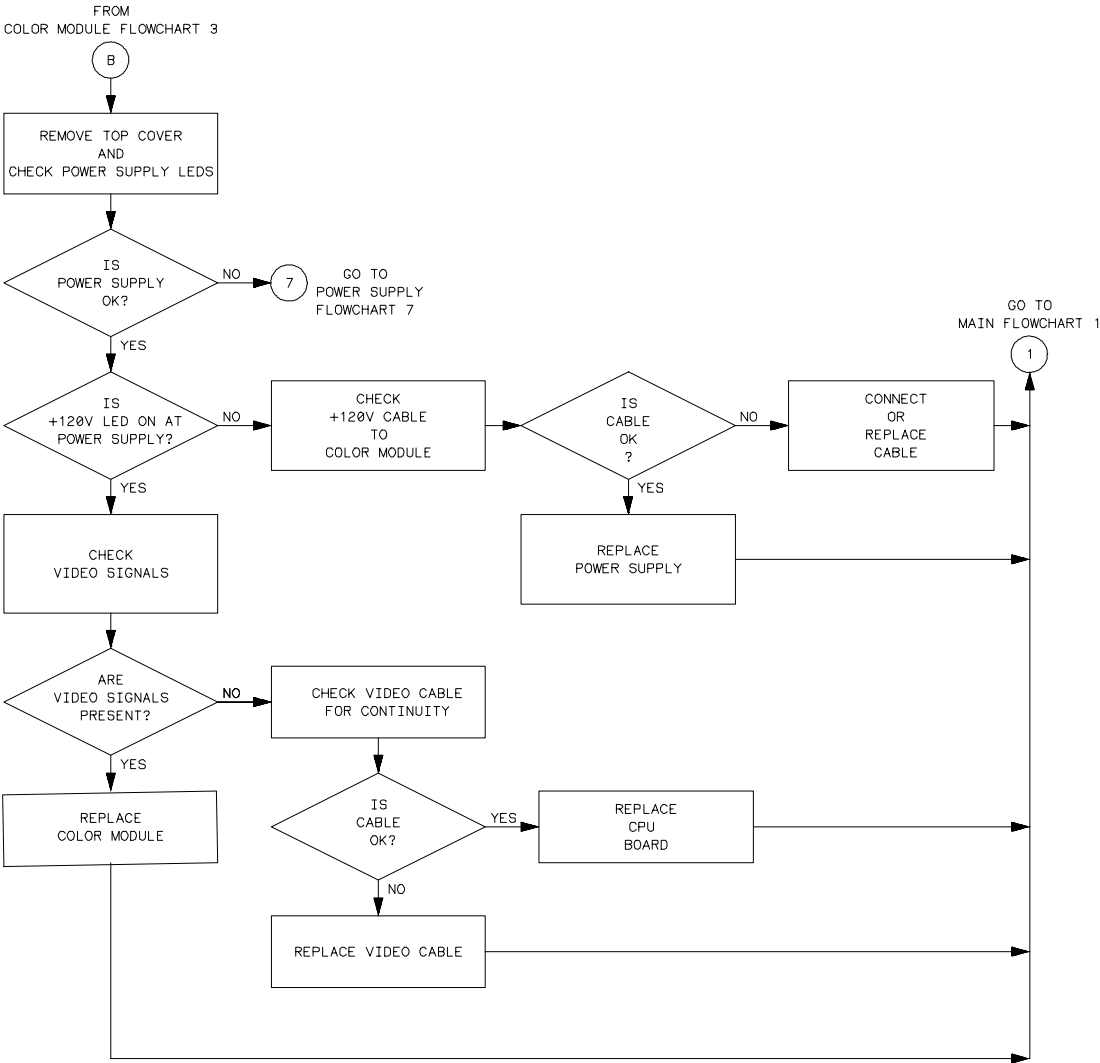 FROM
COLOR MODULE FLOWCHART 3
B
REMOVE TOP COVER
AND
CHECK POWER SUPPLY LEDS
IS
POWER SUPPLY
OK?
NO
7
GO TO
POWER SUPPLY
FLOWCHART 7
YES
GO TO
MAIN FLOWCHART 1
1
IS
+120V LED ON AT
POWER SUPPLY?
NO
CHECK
+120V CABLE
TO
COLOR MODULE
IS
CABLE
OK
?
NO
CONNECT
OR
REPLACE
CABLE
YES
YES
REPLACE
POWER SUPPLY
CHECK
VIDEO SIGNALS
ARE
VIDEO SIGNALS
PRESENT?
NO
CHECK VIDEO CABLE
FOR CONTINUITY
YES
REPLACE
COLOR MODULE
IS
CABLE
OK?
YES
REPLACE
CPU
BOARD
NO
REPLACE VIDEO CABLE